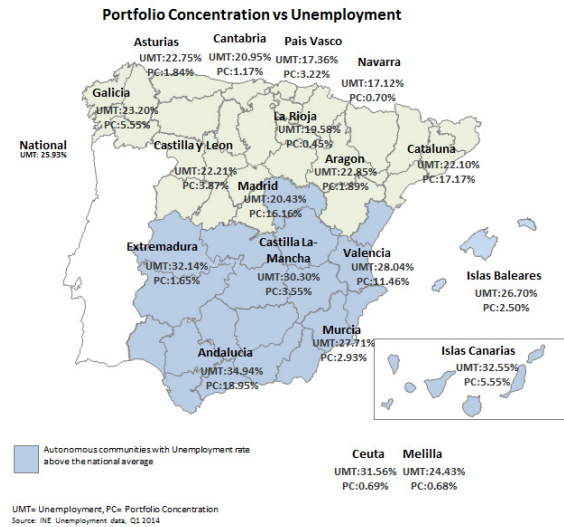 Portfolio Concentration vs Unemployment
Asturias
UMT:22.75%
PC:1.84%
Cantabria
UMT:20.95%
PC:1.17%
Pais Vasco
UMT:17.36%
PC:3.22%
Navarra
UMT:17.12%
PC:0.70%
Galicia
UMT:23.20%
PC:5.55%
La Rioja
UMT:19.58%
PC:0.45%
National
UMT: 25.93%
Castilla y Leon
UMT:22.21%
PC:3.87%
Aragon
UMT:22.85%
PC:1.89%
Cataluna
UMT:22.10%
PC:17.17%
Madrid
UMT:20.43%
PC:16.16%
Extremadura
UMT:32.14%
PC:1.65%
Castilla La-
Mancha
UMT:30.30%
PC:3.55%
Valencia
UMT:28.04%
PC:11.46%
Islas Baleares
UMT:26.70%
PC:2.50%
Murcia
UMT:27.71%
PC:2.93%
Andalucia
UMT:34.94%
PC:18.95%
Islas Canarias
UMT:32.55%
PC:5.55%
Autonomous communities with Unemployment rate
above the national average
Ceuta
UMT:31.56%
PC:0.69%
Melilla
UMT:24.43%
PC:0.68%
UMT= Unemployment, PC= Portfolio Concentration
Source: INE Unemployment data, Q1 2014